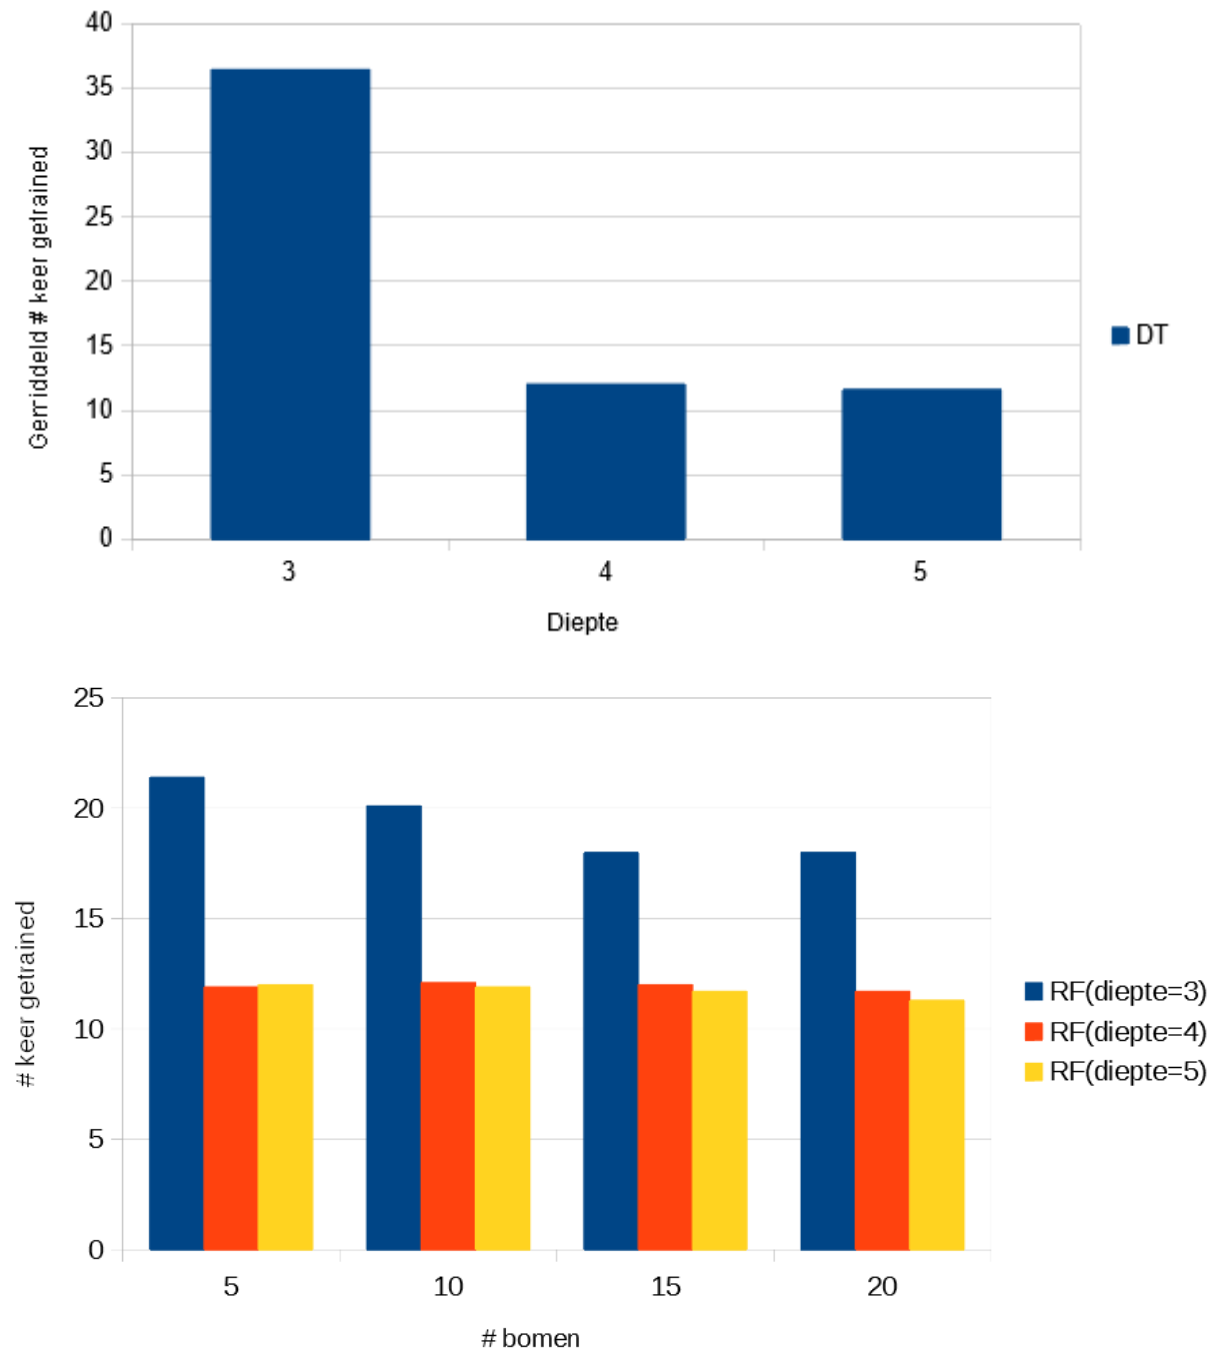 40
35
30
25
20
15
10
5
0
Gemiddeld # keer getrained
3 4 5
Diepte
DT
25
20
15
10
5
0
# keer getrained
5 10 15 20
# bomen
RF(diepte=3)
RF(diepte=4)
RF(diepte=5)